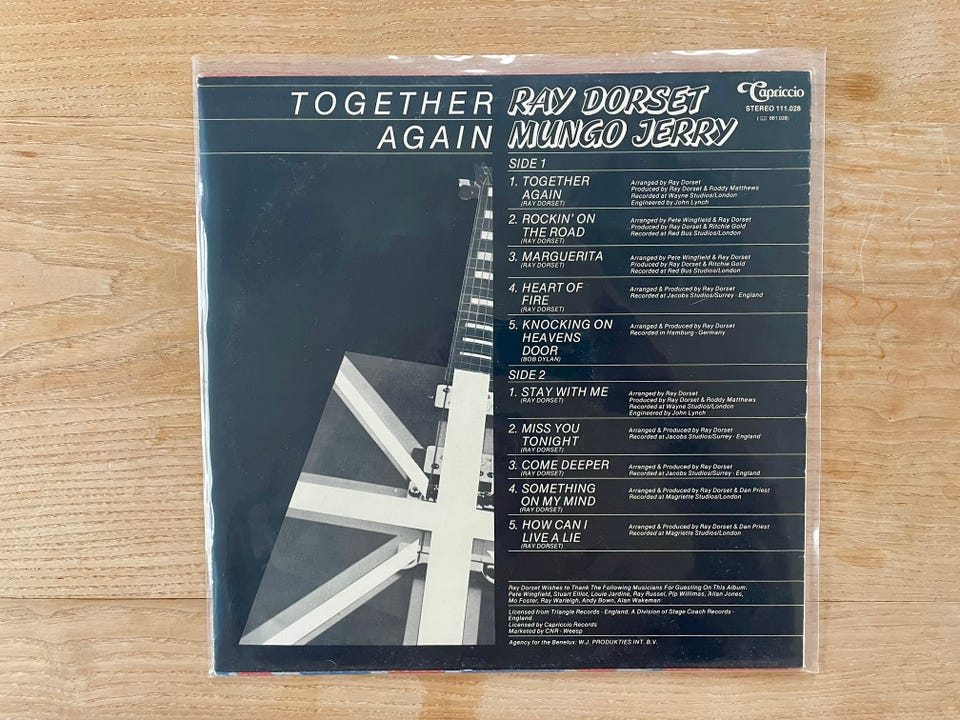 TOGETHER
AGAIN
RAY DORSET
MUNGO JERRY
Capriccio
STEREO 111.028
SIDE 1
1. TOGETHER
AGAIN
(RAY DORSET)
Arranged by Ray Dorset
Produced by Ray Dorset & Roddy Matthews
Recorded at Wayne Studios/London
Engineered by John Lynch
2. ROCKIN' ON
THE ROAD
(RAY DORSET)
Arranged by Pete Wingfield & Ray Dorset
Produced by Ray Dorset & Ritchie Gold
Recorded at Red Bus Studios/London
3. MARGUERITA
(RAY DORSET)
Arranged by Pete Wingfield & Ray Dorset
Produced by Ray Dorset & Ritchie Gold
Recorded at Red Bus Studios/London
4. HEART OF
FIRE
(RAY DORSET)
Arranged & Produced by Ray Dorset
Recorded at Jacobs Studios/Surrey - England
5. KNOCKING ON
HEAVENS
DOOR
(BOB DYLAN)
Arranged & Produced by Ray Dorset
Recorded in Hamburg - Germany
SIDE 2
1. STAY WITH ME
(RAY DORSET)
Arranged by Ray Dorset
Produced by Ray Dorset & Roddy Matthews
Recorded at Wayne Studios/London
Engineered by John Lynch
2. MISS YOU
TONIGHT
(RAY DORSET)
Arranged & Produced by Ray Dorset
Recorded at Jacobs Studios/Surrey - England
3. COME DEEPER
(RAY DORSET)
Arranged & Produced by Ray Dorset
Recorded at Jacobs Studios/Surrey - England
4. SOMETHING
ON MY MIND
(RAY DORSET)
Arranged & Produced by Ray Dorset & Dan Priest
Recorded at Magriette Studios/London
5. HOW CAN I
LIVE A LIE
(RAY DORSET)
Arranged & Produced by Ray Dorset & Dan Priest
Recorded at Magriette Studios/London
Ray Dorset Wishes to Thank The Following Musicians For Guesting On This Album:
Pete Wingfield, Stuart Elliot, Louie Jardine, Ray Russel, Pip Willimas, Allan Jones,
Mo Foster, Ray Warleigh, Andy Bown, Alan Wakeman
Licensed from Triangle Records - England. A Division of Stage Coach Records -
England.
Licensed by Capriccio Records
Marketed by CNR - Weesp
Agency for the Benelux: W.J. PRODUKTIES INT. B.V.